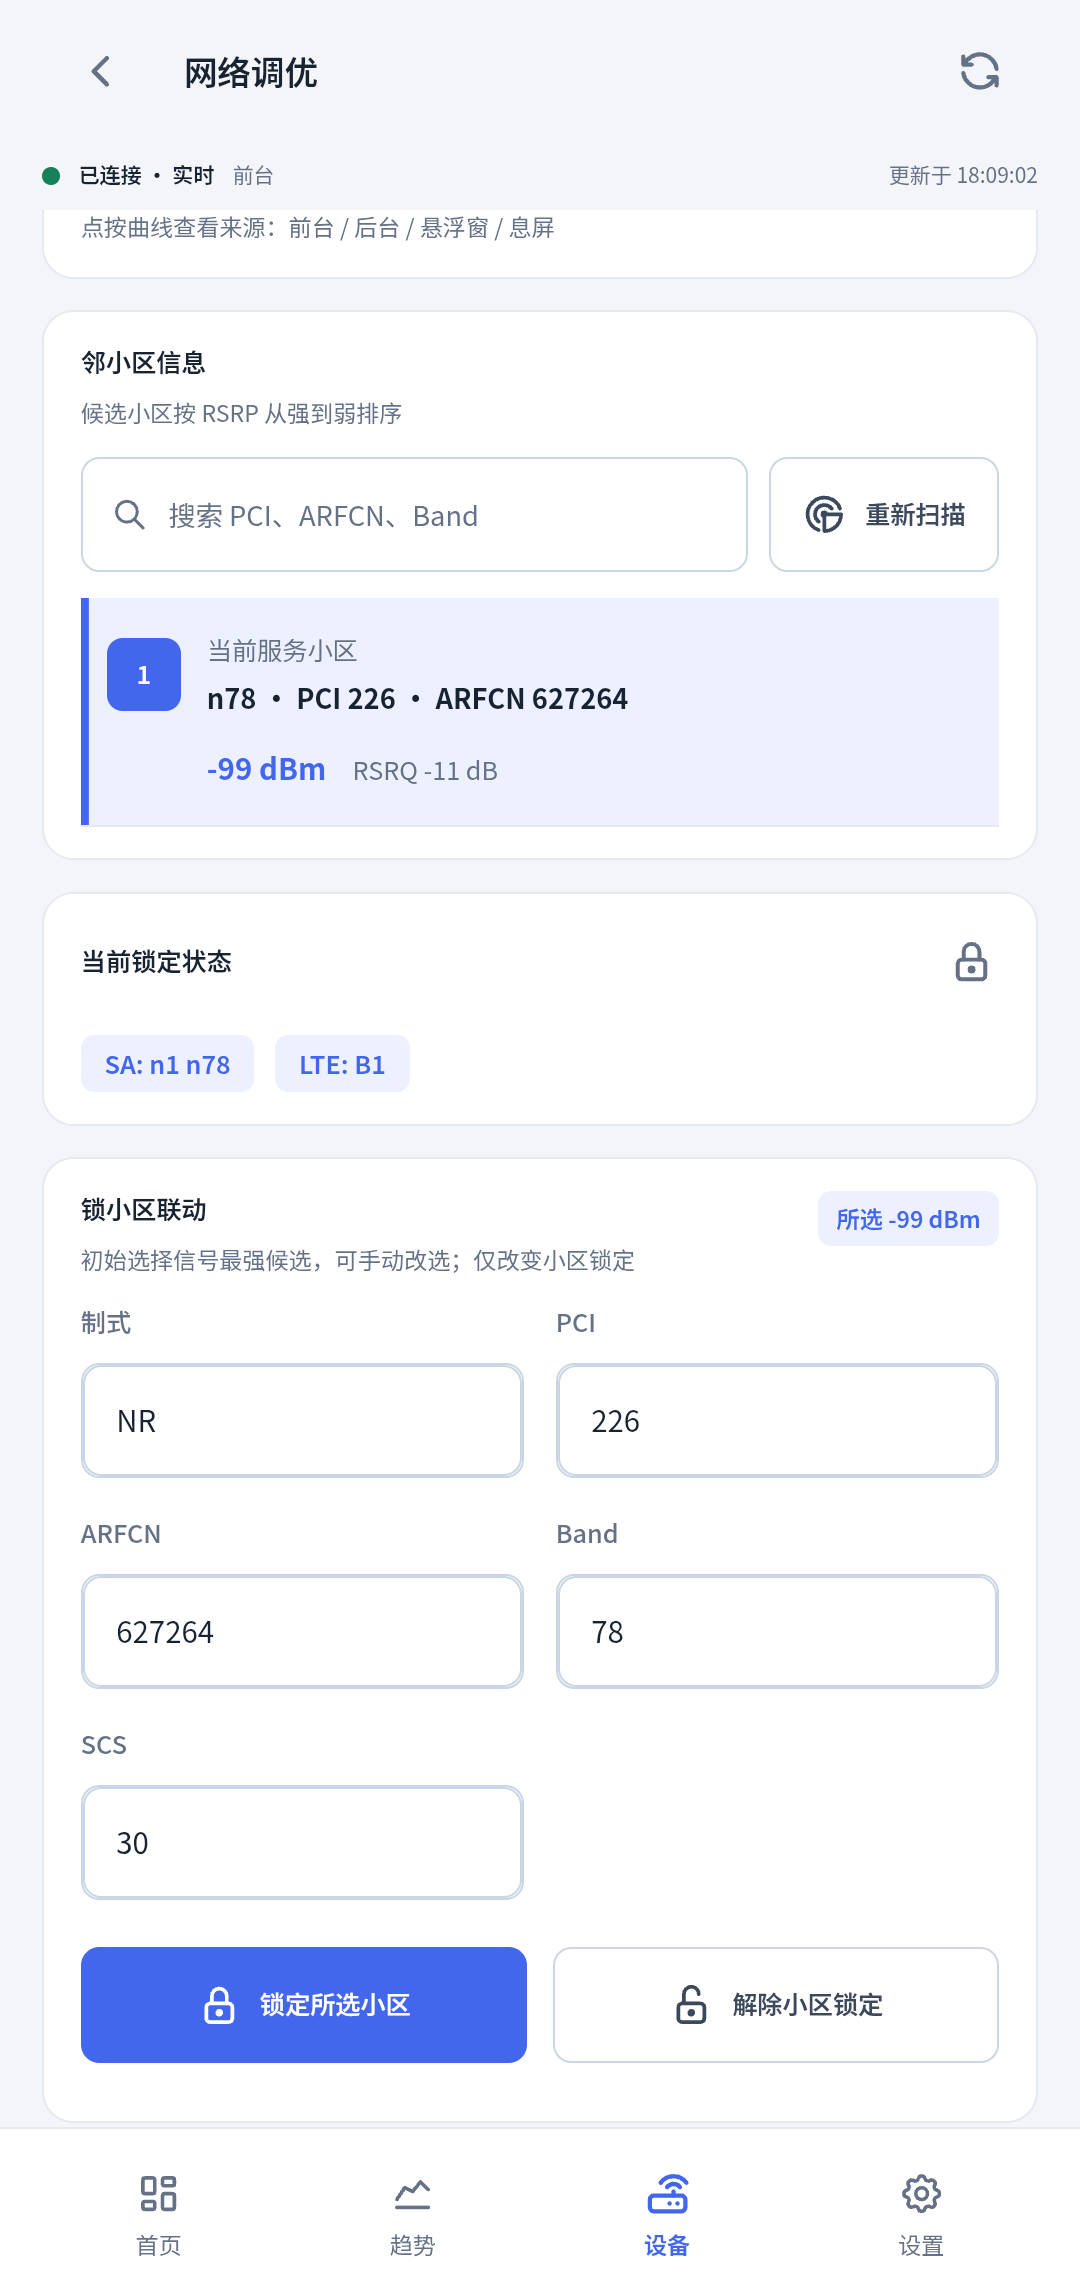 网络调优
已连接 · 实时 前台 更新于 18:09:02
点按曲线查看来源：前台 / 后台 / 悬浮窗 / 息屏
邻小区信息
候选小区按 RSRP 从强到弱排序
搜索 PCI、ARFCN、Band
重新扫描
1
当前服务小区
n78 · PCI 226 · ARFCN 627264
-99 dBm RSRQ -11 dB
当前锁定状态
SA: n1 n78
LTE: B1
锁小区联动
所选 -99 dBm
初始选择信号最强候选，可手动改选；仅改变小区锁定
制式
NR
PCI
226
ARFCN
627264
Band
78
SCS
30
锁定所选小区
解除小区锁定
首页
趋势
设备
设置